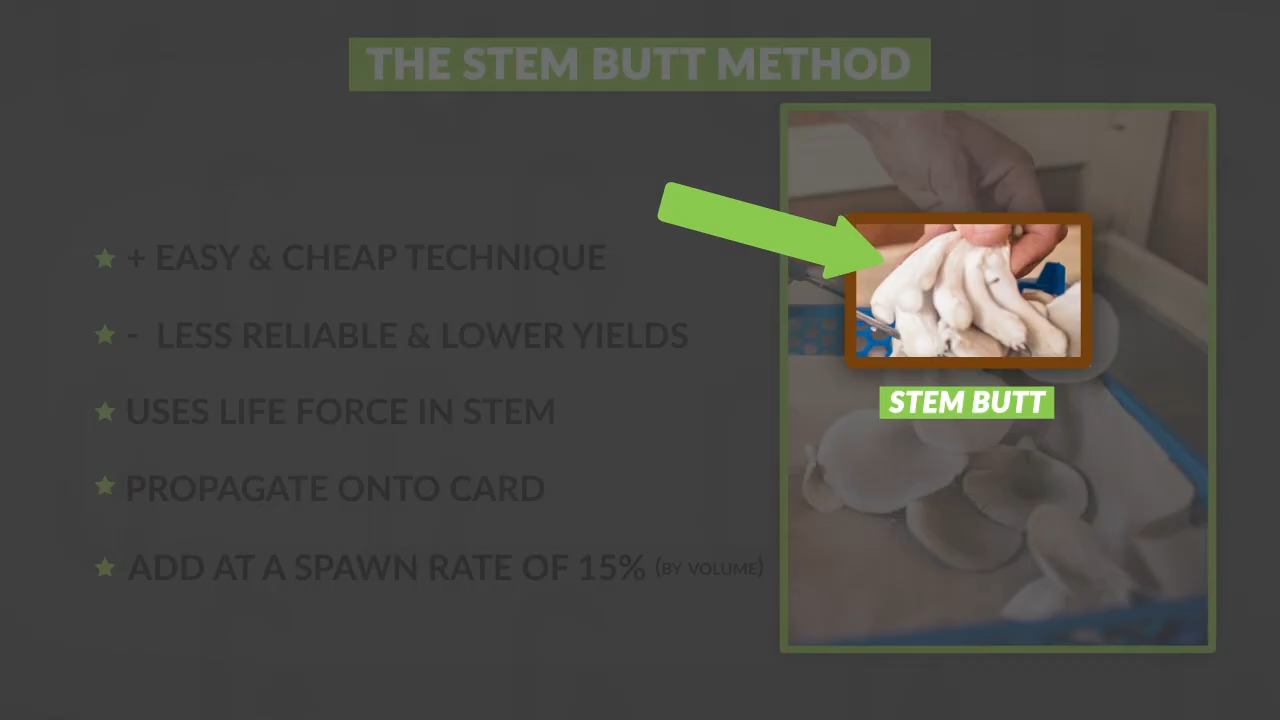 THE STEM BUTT METHOD
+ EASY & CHEAP TECHNIQUE
- LESS RELIABLE & LOWER YIELDS
USES LIFE FORCE IN STEM
PROPAGATE ONTO CARD
ADD AT A SPAWN RATE OF 15% (BY VOLUME)
STEM BUTT